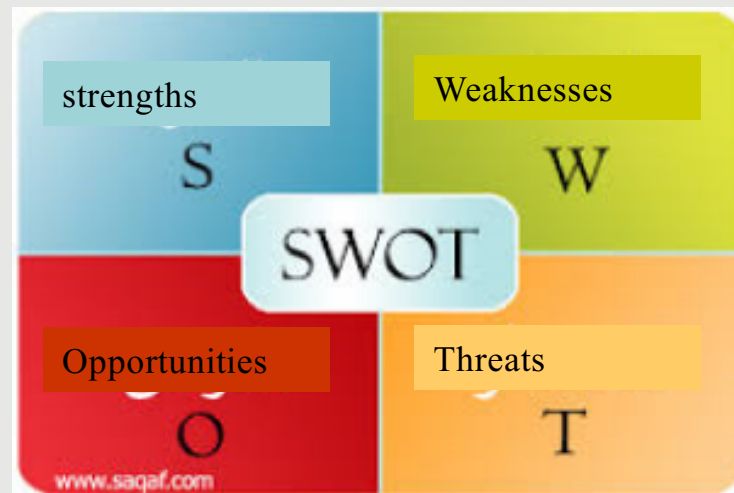 strengths
S
Weaknesses
W
SWOT
Opportunities
O
Threats
T
www.saqaf.com